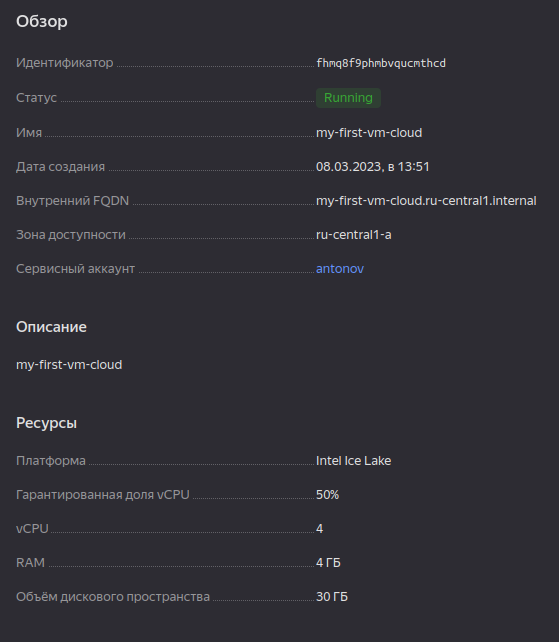 Обзор
Идентификатор fhmq8f9phmbvqucmthcd
Статус Running
Имя my-first-vm-cloud
Дата создания 08.03.2023, в 13:51
Внутренний FQDN my-first-vm-cloud.ru-central1.internal
Зона доступности ru-central1-a
Сервисный аккаунт antonov
Описание
my-first-vm-cloud
Ресурсы
Платформа Intel Ice Lake
Гарантированная доля vCPU 50%
vCPU 4
RAM 4 ГБ
Объём дискового пространства 30 ГБ